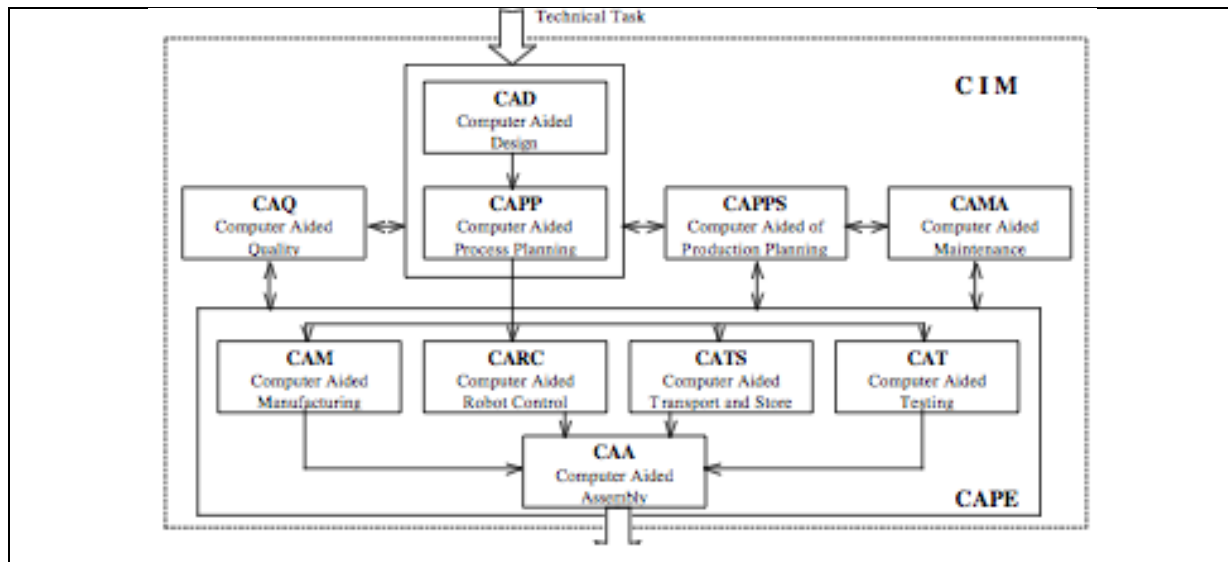 Technical Task
C I M
CAD
Computer Aided
Design
CAQ
Computer Aided
Quality
CAPP
Computer Aided
Process Planning
CAPPS
Computer Aided of
Production Planning
CAMA
Computer Aided
Maintenance
CAM
Computer Aided
Manufacturing
CARC
Computer Aided
Robot Control
CATS
Computer Aided
Transport and Store
CAT
Computer Aided
Testing
CAA
Computer Aided
Assembly
CAPE